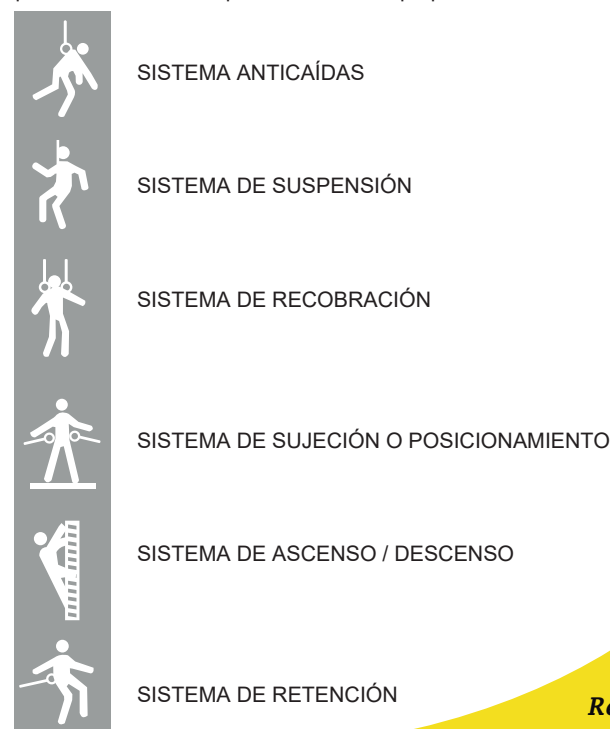 SISTEMA ANTICAÍDAS
SISTEMA DE SUSPENSIÓN
SISTEMA DE RECOBRACIÓN
SISTEMA DE SUJECIÓN O POSICIONAMIENTO
SISTEMA DE ASCENSO / DESCENSO
SISTEMA DE RETENCIÓN